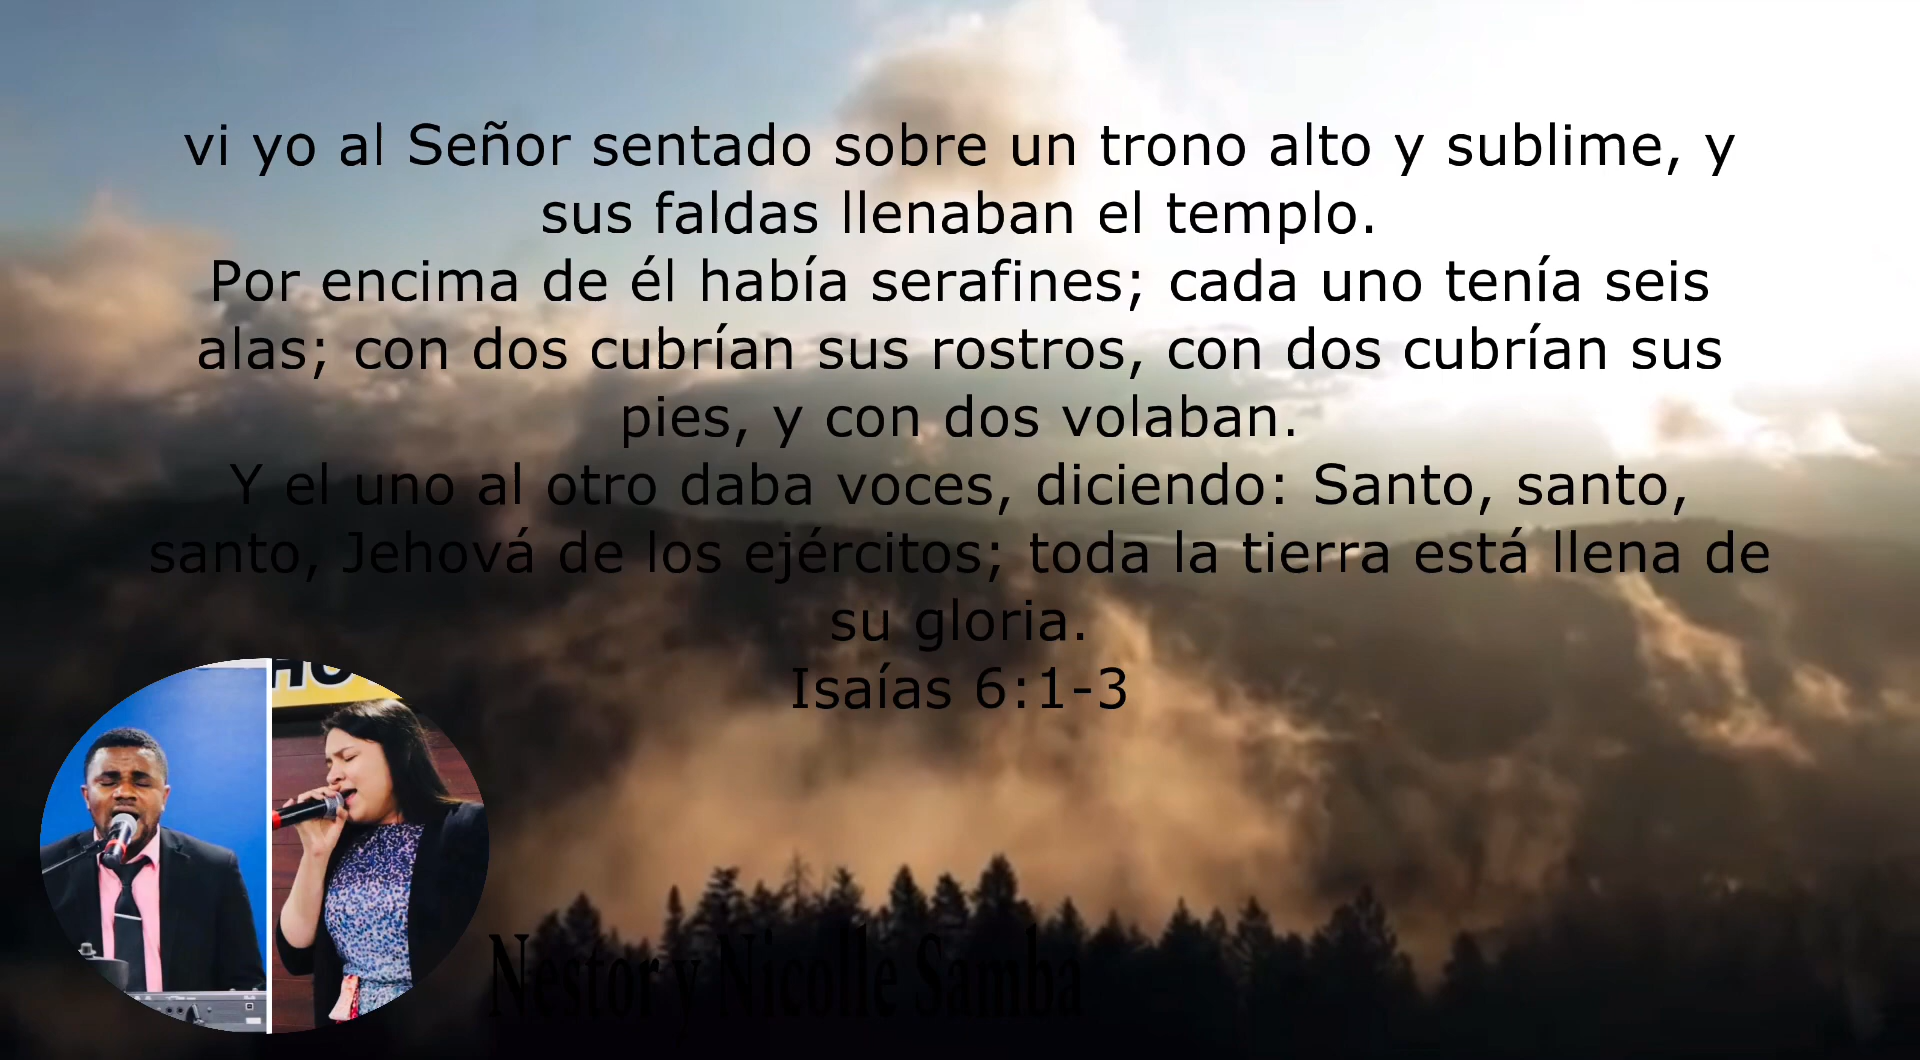 vi yo al Señor sentado sobre un trono alto y sublime, y
sus faldas llenaban el templo.
Por encima de él había serafines; cada uno tenía seis
alas; con dos cubrían sus rostros, con dos cubrían sus
pies, y con dos volaban.
Y el uno al otro daba voces, diciendo: Santo, santo,
santo, Jehová de los ejércitos; toda la tierra está llena de
su gloria.
Isaías 6:1-3
Nestor y Nicolle Samba